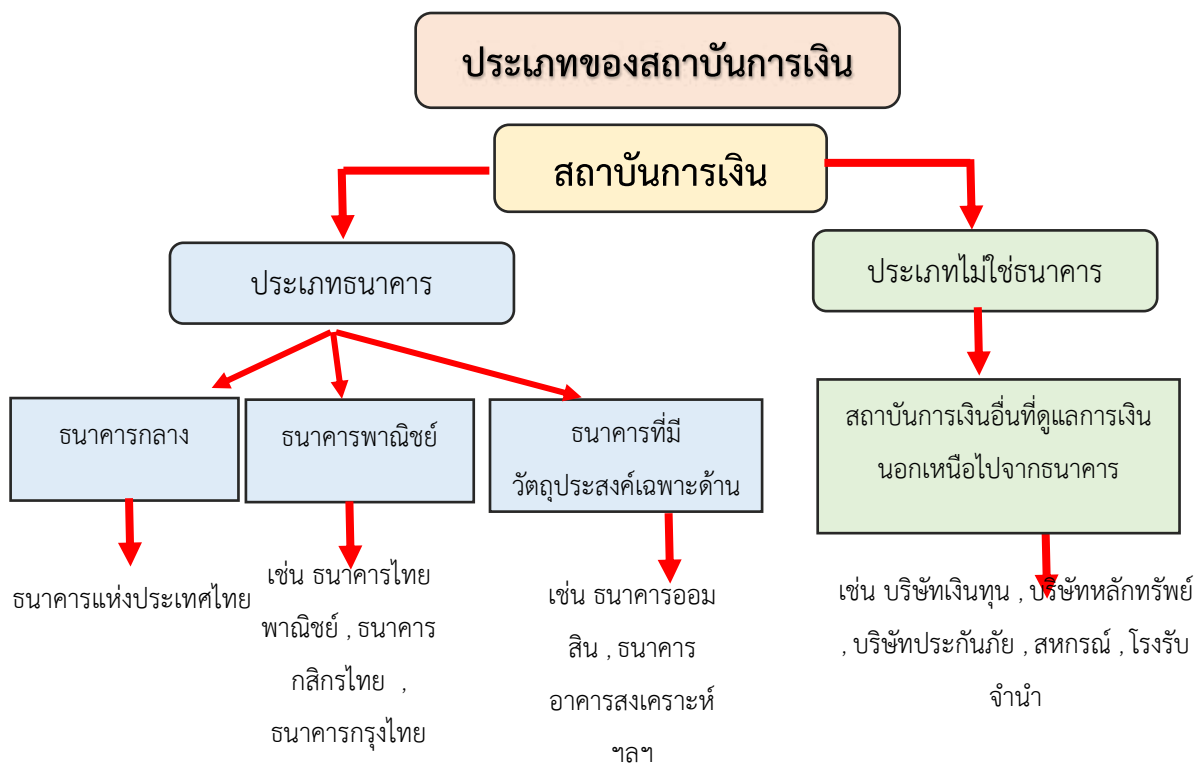 ประเภทของสถาบันการเงิน
สถาบันการเงิน
ประเภทธนาคาร
ประเภทไม่ใช่ธนาคาร
ธนาคารกลาง
ธนาคารพาณิชย์
ธนาคารที่มี
วัตถุประสงค์เฉพาะด้าน
สถาบันการเงินอื่นที่ดูแลการเงิน
นอกเหนือไปจากธนาคาร
ธนาคารแห่งประเทศไทย
เช่น ธนาคารไทย
พาณิชย์ , ธนาคาร
กสิกรไทย ,
ธนาคารกรุงไทย
เช่น ธนาคารออม
สิน , ธนาคาร
อาคารสงเคราะห์
ฯลฯ
เช่น บริษัทเงินทุน , บริษัทหลักทรัพย์
, บริษัทประกันภัย , สหกรณ์ , โรงรับ
จำนำ